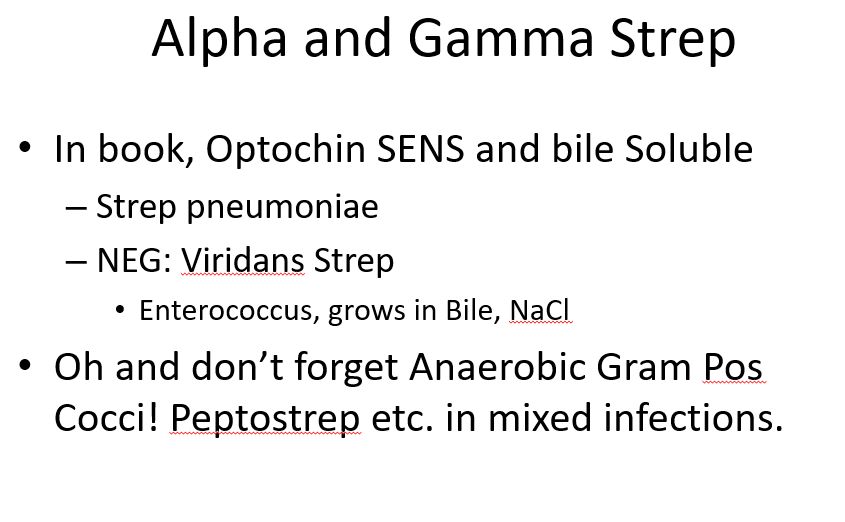 Alpha and Gamma Strep
• In book, Optochin SENS and bile Soluble
– Strep pneumoniae
– NEG: Viridans Strep
• Enterococcus, grows in Bile, NaCl
• Oh and don’t forget Anaerobic Gram Pos
Cocci! Peptostrep etc. in mixed infections.